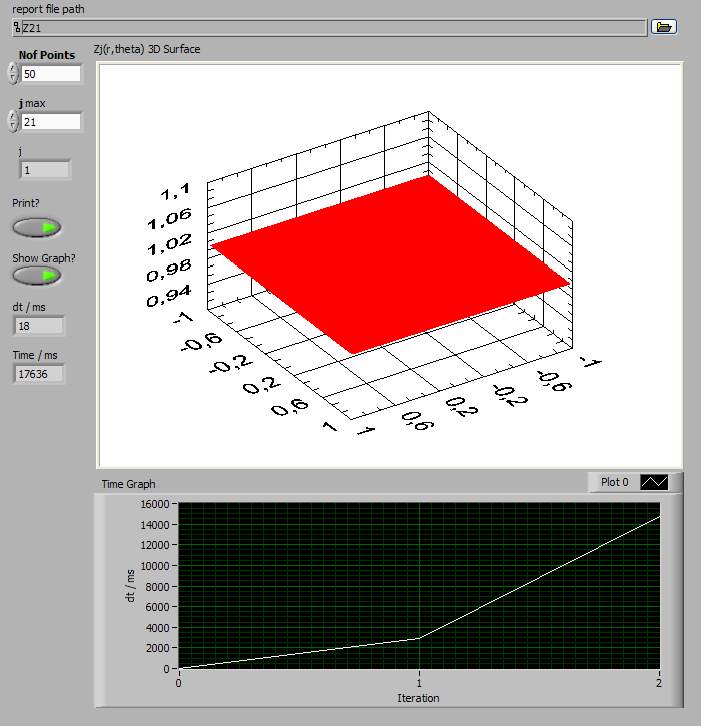 report file path
Z21
Nof Points
50
j max
21
j
1
Print?
Show Graph?
dt / ms
18
Time / ms
17636
Zj(r,theta) 3D Surface
1,1
1,06
1,02
0,98
0,94
-1
-0,6
-0,2
0,2
0,6
1
1
0,6
0,2
-0,2
-0,6
-1
Time Graph
Plot 0
16000
14000
12000
10000
8000
6000
4000
2000
0
dt / ms
0 1 2
Iteration